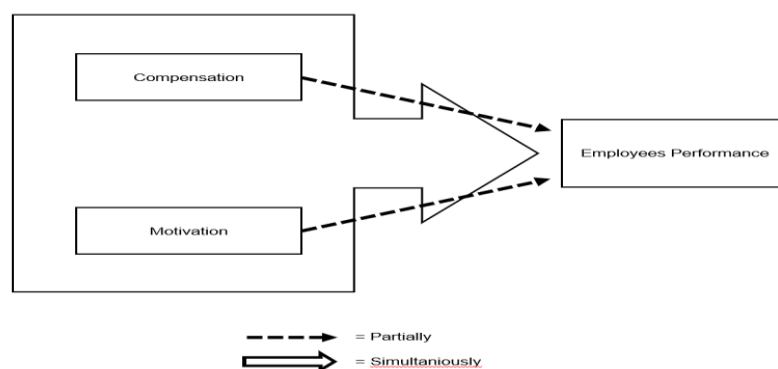 Compensation
Employees Performance
Motivation
= Partially
= Simultaniously